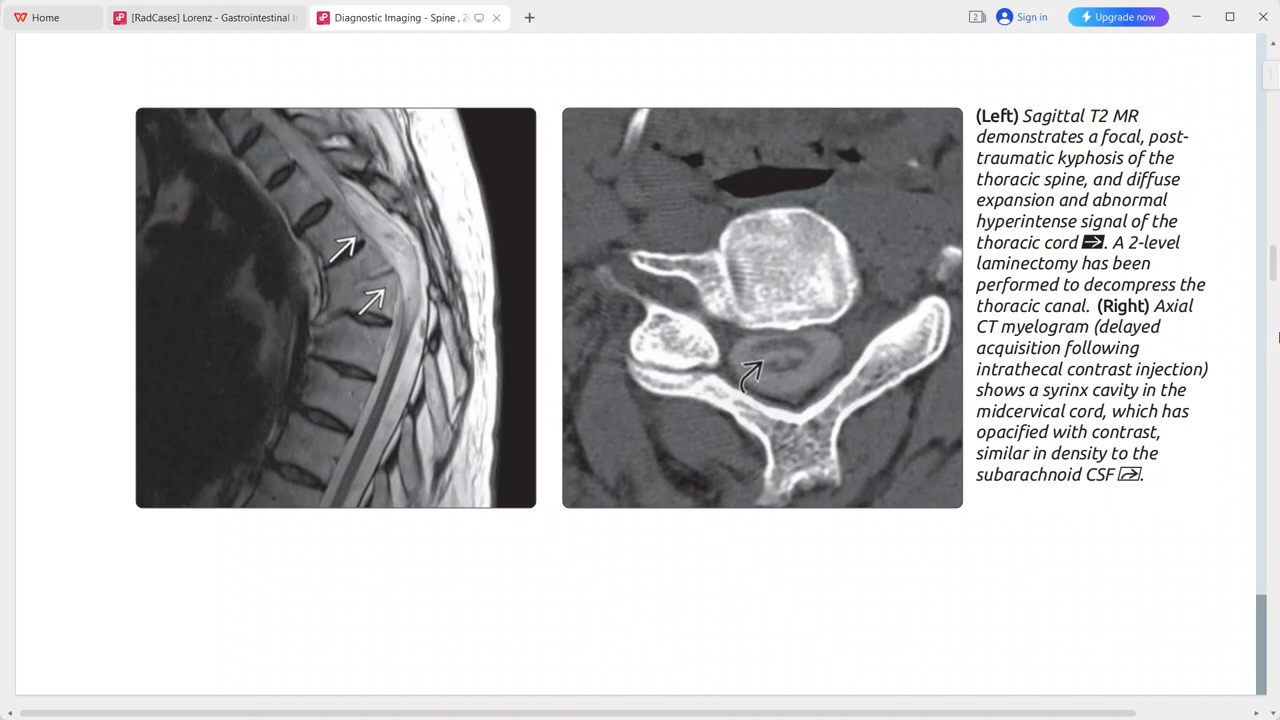 Home
[RadCases] Lorenz - Gastrointestinal
Diagnostic Imaging - Spine , 2
2
Sign in
Upgrade now
(Left) Sagittal T2 MR
demonstrates a focal, post-
traumatic kyphosis of the
thoracic spine, and diffuse
expansion and abnormal
hyperintense signal of the
thoracic cord. A 2-level
laminectomy has been
performed to decompress the
thoracic canal. (Right) Axial
CT myelogram (delayed
acquisition following
intrathecal contrast injection)
shows a syrinx cavity in the
midcervical cord, which has
opacified with contrast,
similar in density to the
subarachnoid CSF.